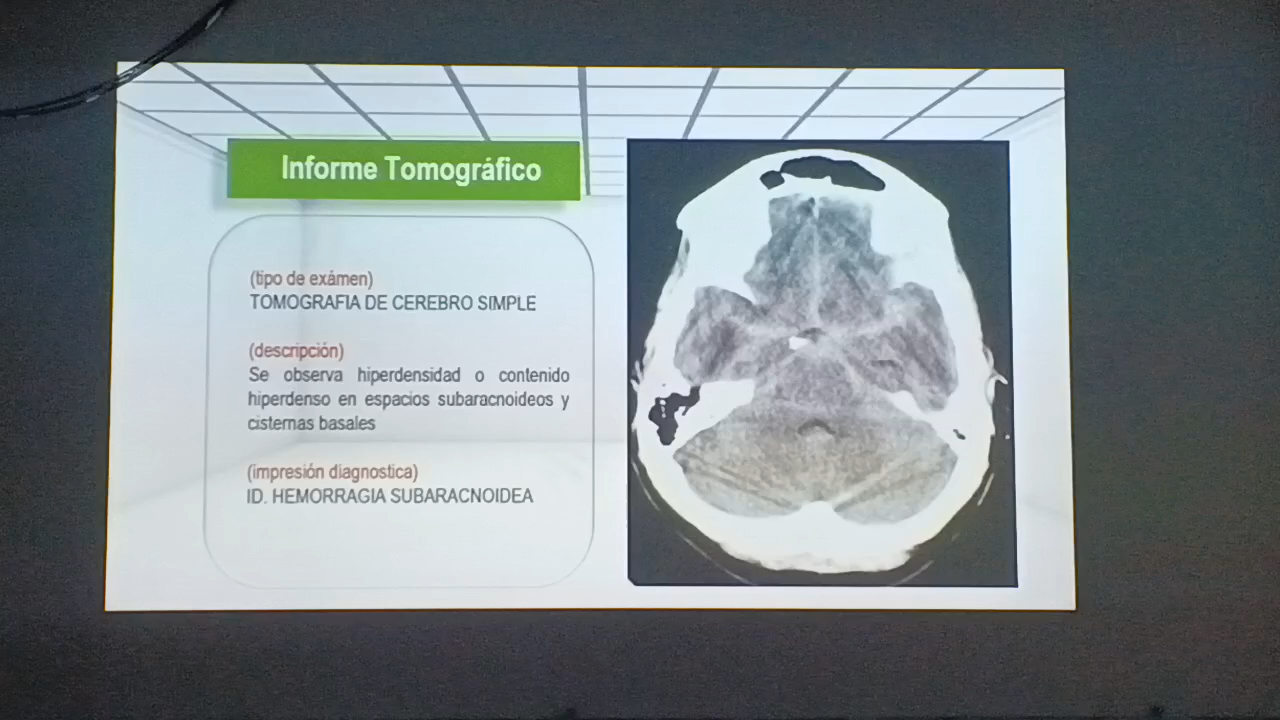 Informe Tomográfico
(tipo de exámen)
TOMOGRAFIA DE CEREBRO SIMPLE
(descripción)
Se observa hiperdensidad o contenido
hiperdenso en espacios subaracnoideos y
cisternas basales
(impresión diagnostica)
ID. HEMORRAGIA SUBARACNOIDEA